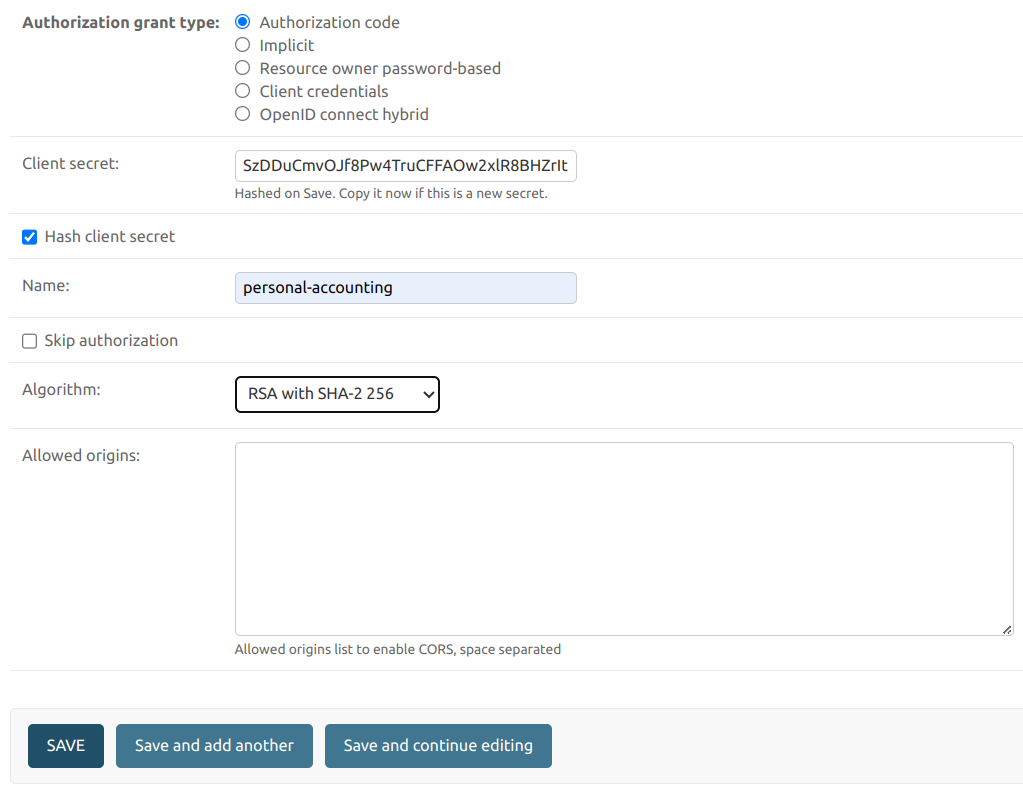 Authorization grant type:
Authorization code
Implicit
Resource owner password-based
Client credentials
OpenID connect hybrid
Client secret:
SzDDuCmvOJf8Pw4TruCFFAOw2xlR8BHZrIt
Hashed on Save. Copy it now if this is a new secret.
Hash client secret
Name:
personal-accounting
Skip authorization
Algorithm:
RSA with SHA-2 256
Allowed origins:
Allowed origins list to enable CORS, space separated
SAVE
Save and add another
Save and continue editing